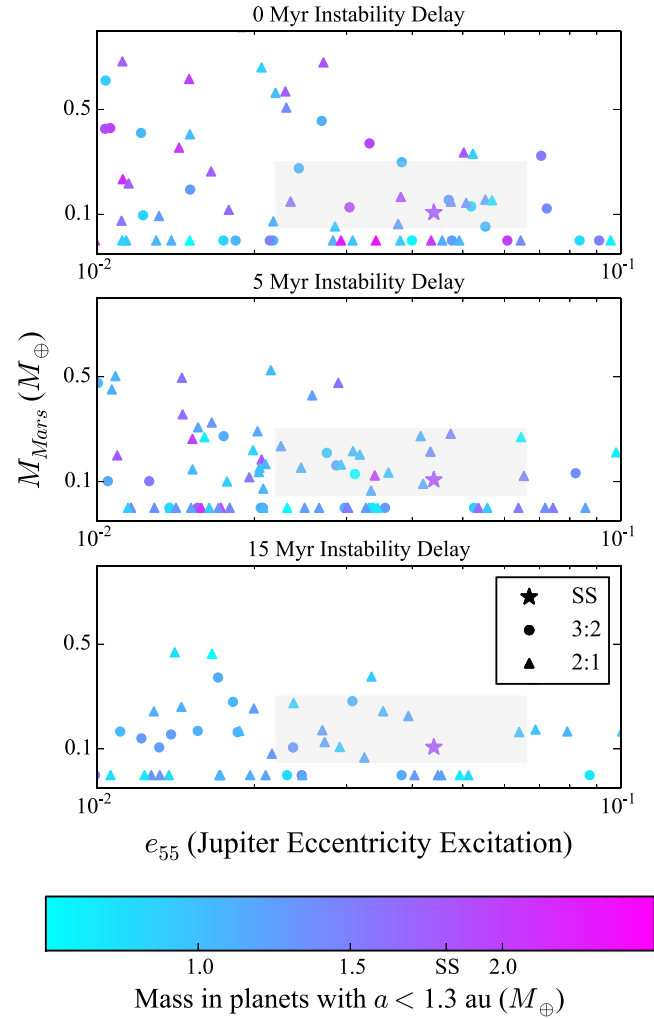 0 Myr Instability Delay
0.5
0.1
10⁻² 10⁻¹
5 Myr Instability Delay
0.5
0.1
10⁻² 10⁻¹
15 Myr Instability Delay
SS
3:2
2:1
0.5
0.1
10⁻² 10⁻¹
M_Mars (M_⊕)
e₅₅ (Jupiter Eccentricity Excitation)
1.0 1.5 SS 2.0
Mass in planets with a < 1.3 au (M_⊕)